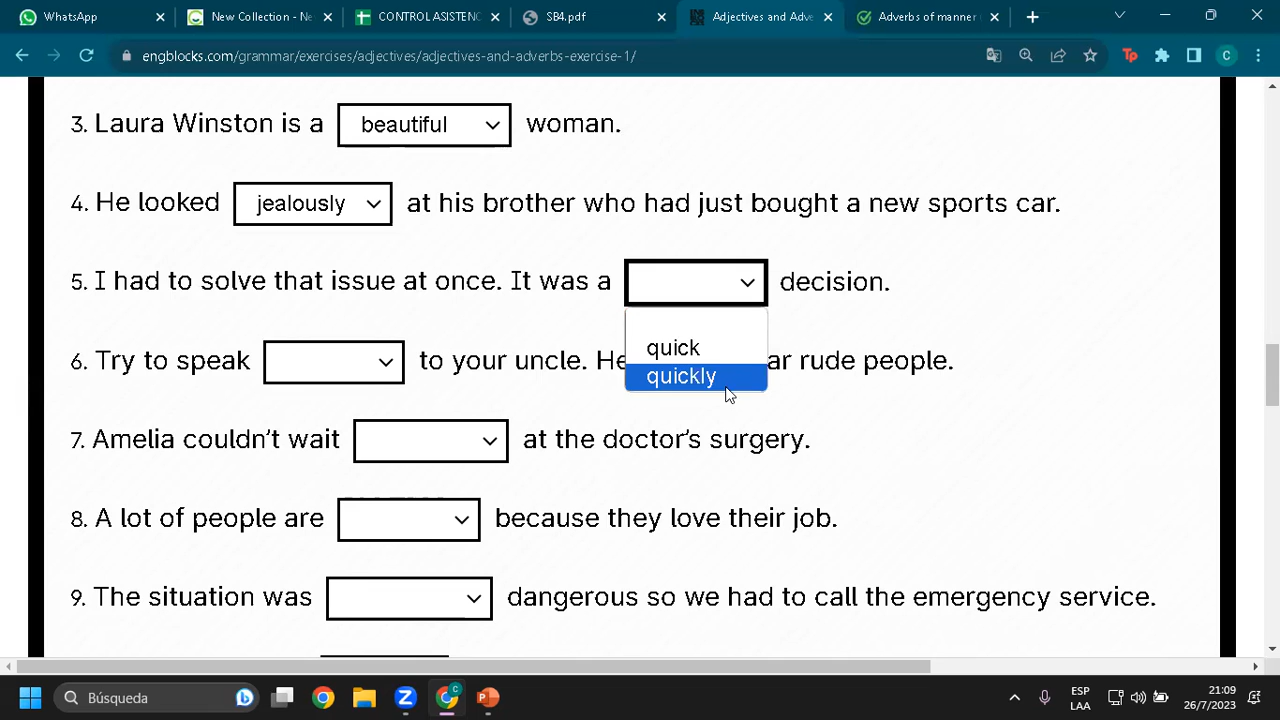 WhatsApp
New Collection - Ne
CONTROL ASISTENC
SB4.pdf
Adjectives and Adve
Adverbs of manner
engblocks.com/grammar/exercises/adjectives/adjectives-and-adverbs-exercise-1/
3. Laura Winston is a beautiful woman.
4. He looked jealously at his brother who had just bought a new sports car.
5. I had to solve that issue at once. It was a decision.
quick
quickly
6. Try to speak to your uncle. He ar rude people.
7. Amelia couldn't wait at the doctor's surgery.
8. A lot of people are because they love their job.
9. The situation was dangerous so we had to call the emergency service.
Búsqueda
ESP
LAA
21:09
26/7/2023